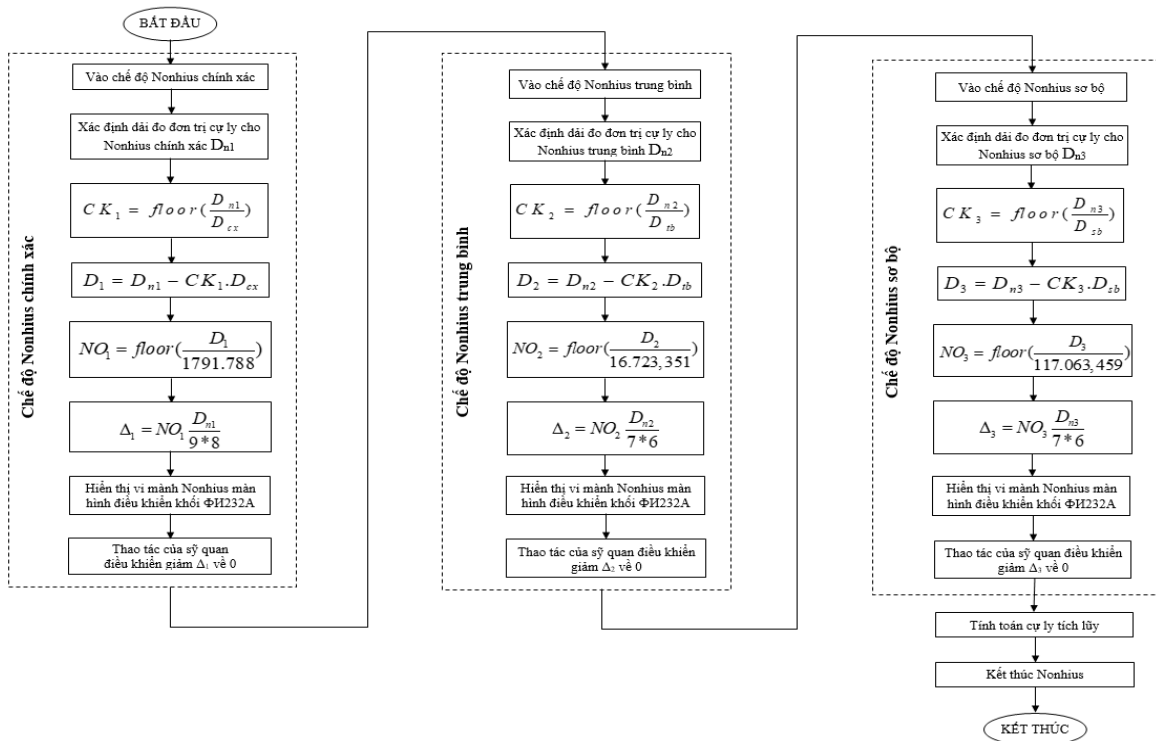 BẮT ĐẦU
Chế độ Nonhius chính xác
Vào chế độ Nonhius chính xác
Xác định dải đo đơn trị cự ly cho
Nonhius chính xác Dn1
CK1 = floor(Dn1/Dcx)
D1 = Dn1 − CK1.Dcx
NO1 = floor(D1/1791.788)
Δ1 = NO1 Dn1/9*8
Hiển thị vi mành Nonhius màn
hình điều khiển khối ФИ232А
Thao tác của sỹ quan
điều khiển giảm Δ1 về 0
Chế độ Nonhius trung bình
Vào chế độ Nonhius trung bình
Xác định dải đo đơn trị cự ly cho
Nonhius trung bình Dn2
CK2 = floor(Dn2/Dtb)
D2 = Dn2 − CK2.Dtb
NO2 = floor(D2/16.723,351)
Δ2 = NO2 Dn2/7*6
Hiển thị vi mành Nonhius màn
hình điều khiển khối ФИ232А
Thao tác của sỹ quan điều khiển
giảm Δ2 về 0
Chế độ Nonhius sơ bộ
Vào chế độ Nonhius sơ bộ
Xác định dải đo đơn trị cự ly cho
Nonhius sơ bộ Dn3
CK3 = floor(Dn3/Dsb)
D3 = Dn3 − CK3.Dsb
NO3 = floor(D3/117.063,459)
Δ3 = NO3 Dn3/7*6
Hiển thị vi mành Nonhius màn
hình điều khiển khối ФИ232А
Thao tác của sỹ quan điều khiển
giảm Δ3 về 0
Tính toán cự ly tích lũy
Kết thúc Nonhius
KẾT THÚC